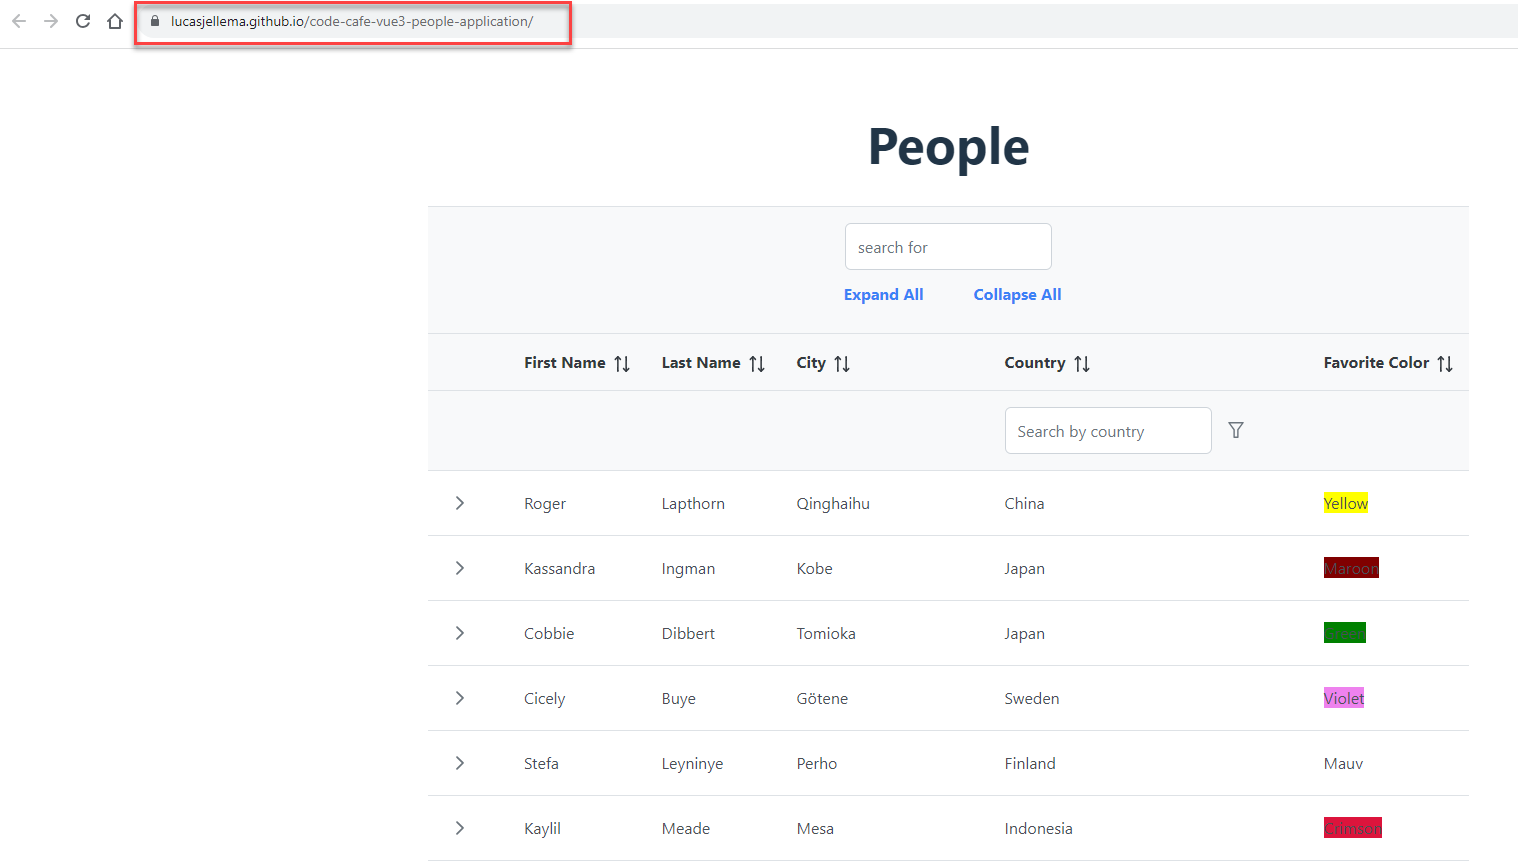 lucasjellema.github.io/code-cafe-vue3-people-application/
People
search for
Expand All Collapse All
First Name Last Name City Country Favorite Color
Search by country
Roger Lapthorn Qinghaihu China Yellow
Kassandra Ingman Kobe Japan Maroon
Cobbie Dibbert Tomioka Japan Green
Cicely Buye Götene Sweden Violet
Stefa Leyninye Perho Finland Mauv
Kaylil Meade Mesa Indonesia Crimson